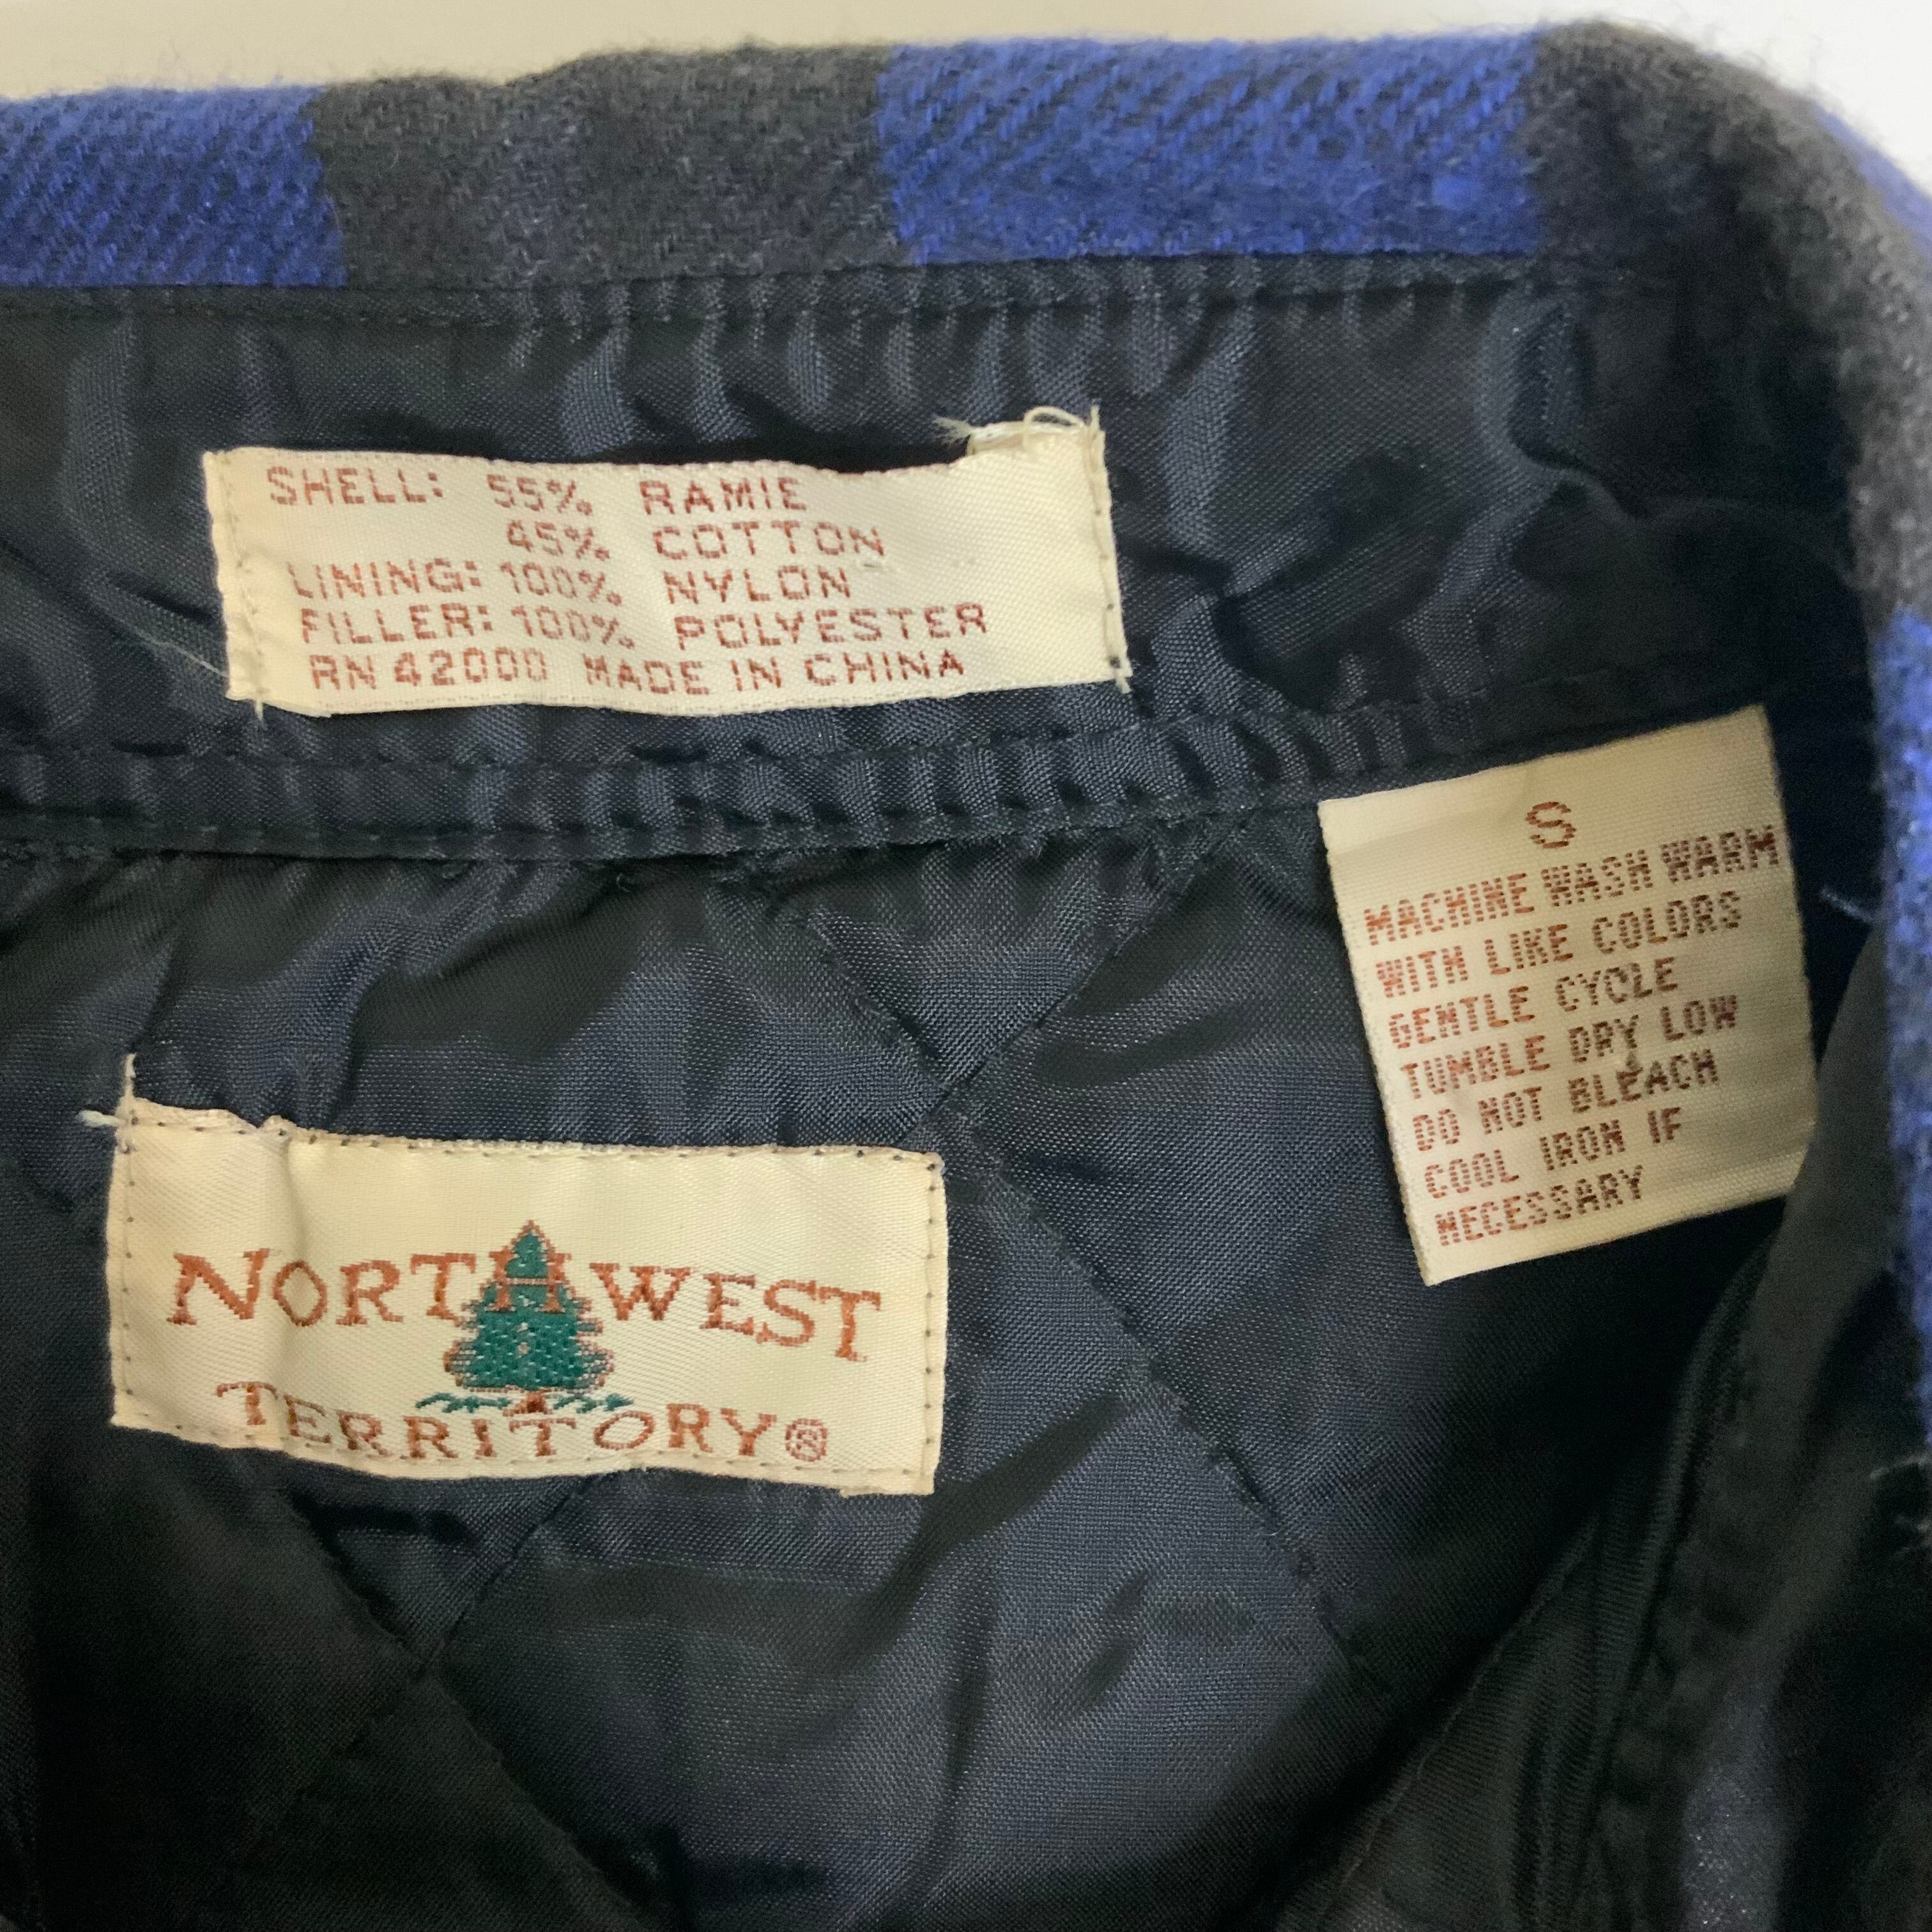 SHELL: 55% RAMIE
45% COTTON
LINING: 100% NYLON
FILLER: 100% POLYESTER
RN 42000 MADE IN CHINA
S
MACHINE WASH WARM
WITH LIKE COLORS
GENTLE CYCLE
TUMBLE DRY LOW
DO NOT BLEACH
COOL IRON IF
NECESSARY
NORTHWEST
TERRITORY®